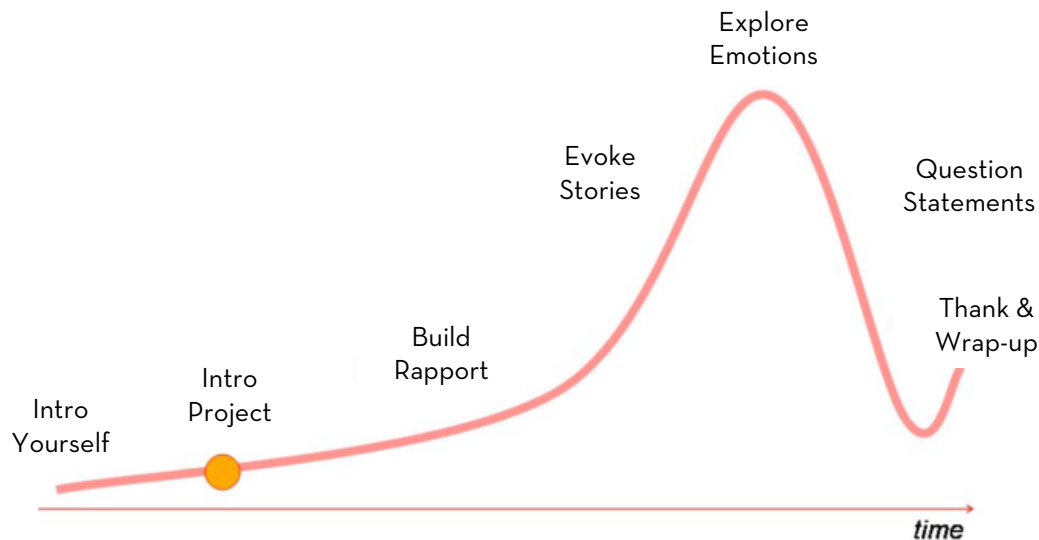 Explore
Emotions
Evoke
Stories
Question
Statements
Thank &
Wrap-up
Build
Rapport
Intro
Project
Intro
Yourself
time